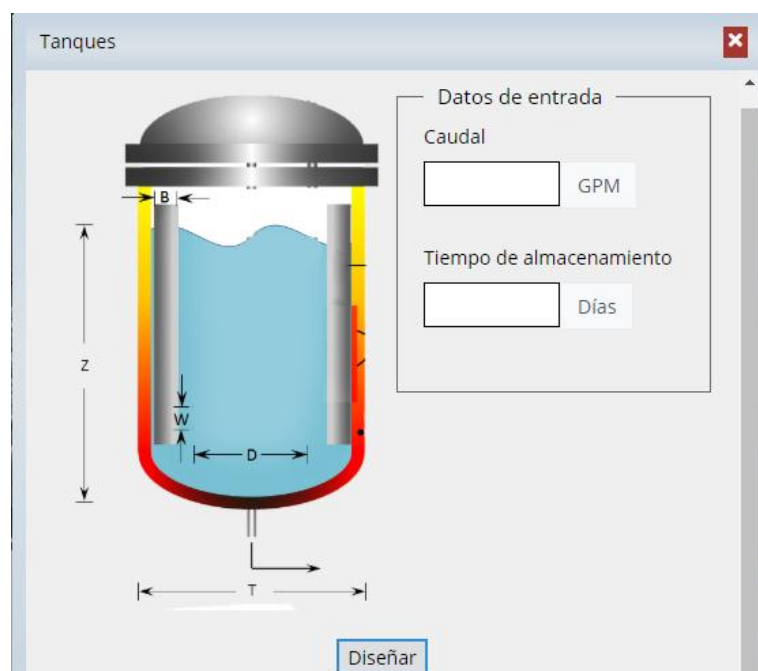 Tanques
Datos de entrada
Caudal
GPM
Tiempo de almacenamiento
Días
B
Z
W
D
T
Diseñar